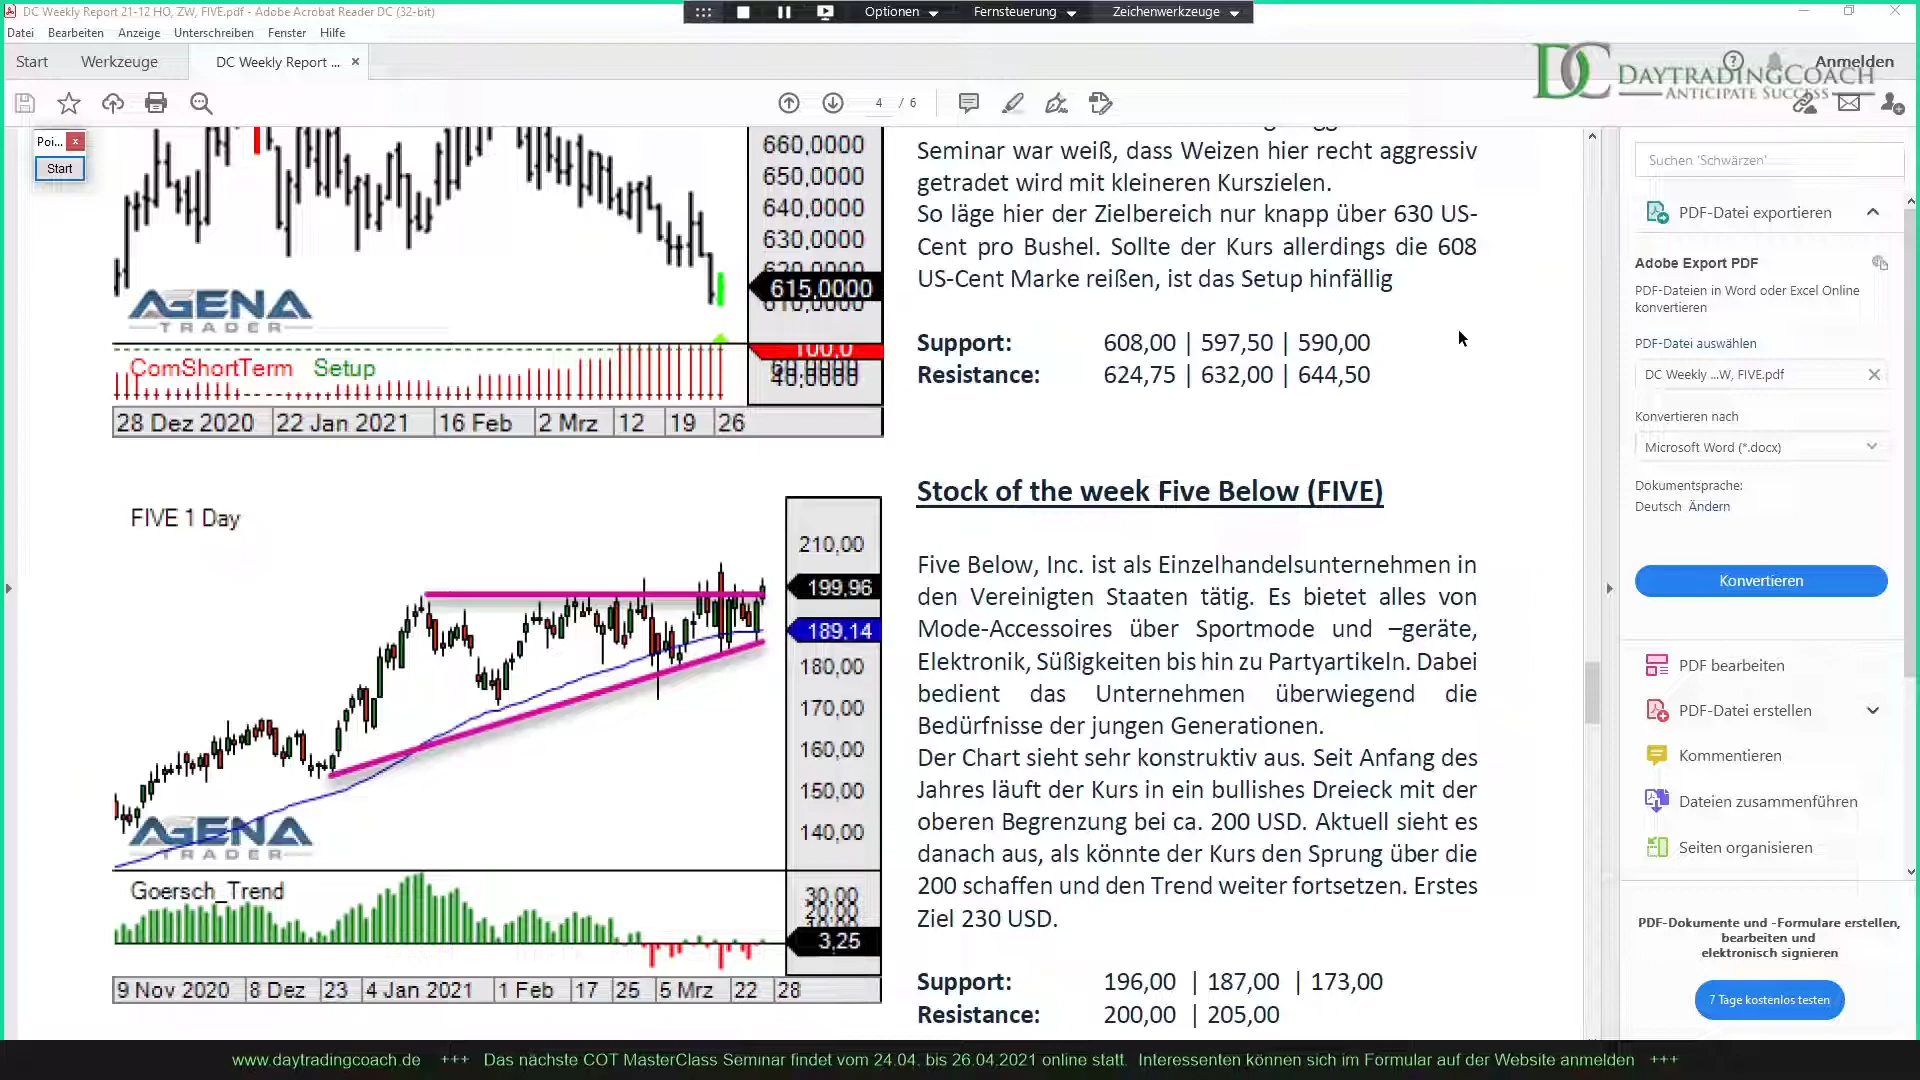 DC Weekly Report 21-12 HO, ZW, FIVE.pdf - Adobe Acrobat Reader DC (32-bit)
Optionen
Fernsteuerung
Zeichenwerkzeuge
Datei Bearbeiten Anzeige Unterschreiben Fenster Hilfe
Start
Werkzeuge
DC Weekly Report ...
Anmelden
DC DAYTRADINGCOACH
ANTICIPATE SUCCESS
4 / 6
Poi...
Start
660,0000
650,0000
640,0000
630,0000
615,0000
AGENA
TRADER
ComShortTerm Setup
100,0
40,0000
28 Dez 2020 22 Jan 2021 16 Feb 2 Mrz 12 19 26
Seminar war weiß, dass Weizen hier recht aggressiv
getradet wird mit kleineren Kurszielen.
So läge hier der Zielbereich nur knapp über 630 US-
Cent pro Bushel. Sollte der Kurs allerdings die 608
US-Cent Marke reißen, ist das Setup hinfällig
Support: 608,00 | 597,50 | 590,00
Resistance: 624,75 | 632,00 | 644,50
Stock of the week Five Below (FIVE)
FIVE 1 Day
210,00
199,96
189,14
180,00
170,00
160,00
150,00
140,00
AGENA
TRADER
Goersch_Trend
30,00
3,25
9 Nov 2020 8 Dez 23 4 Jan 2021 1 Feb 17 25 5 Mrz 22 28
Five Below, Inc. ist als Einzelhandelsunternehmen in
den Vereinigten Staaten tätig. Es bietet alles von
Mode-Accessoires über Sportmode und –geräte,
Elektronik, Süßigkeiten bis hin zu Partyartikeln. Dabei
bedient das Unternehmen überwiegend die
Bedürfnisse der jungen Generationen.
Der Chart sieht sehr konstruktiv aus. Seit Anfang des
Jahres läuft der Kurs in ein bullishes Dreieck mit der
oberen Begrenzung bei ca. 200 USD. Aktuell sieht es
danach aus, als könnte der Kurs den Sprung über die
200 schaffen und den Trend weiter fortsetzen. Erstes
Ziel 230 USD.
Support: 196,00 | 187,00 | 173,00
Resistance: 200,00 | 205,00
Suchen 'Schwärzen'
PDF-Datei exportieren
Adobe Export PDF
PDF-Dateien in Word oder Excel Online
konvertieren
PDF-Datei auswählen
DC Weekly ...W, FIVE.pdf
Konvertieren nach
Microsoft Word (*.docx)
Dokumentsprache:
Deutsch Ändern
Konvertieren
PDF bearbeiten
PDF-Datei erstellen
Kommentieren
Dateien zusammenführen
Seiten organisieren
PDF-Dokumente und -Formulare erstellen,
bearbeiten und
elektronisch signieren
7 Tage kostenlos testen
www.daytradingcoach.de +++ Das nächste COT MasterClass Seminar findet vom 24.04. bis 26.04.2021 online statt. Interessenten können sich im Formular auf der Website anmelden +++